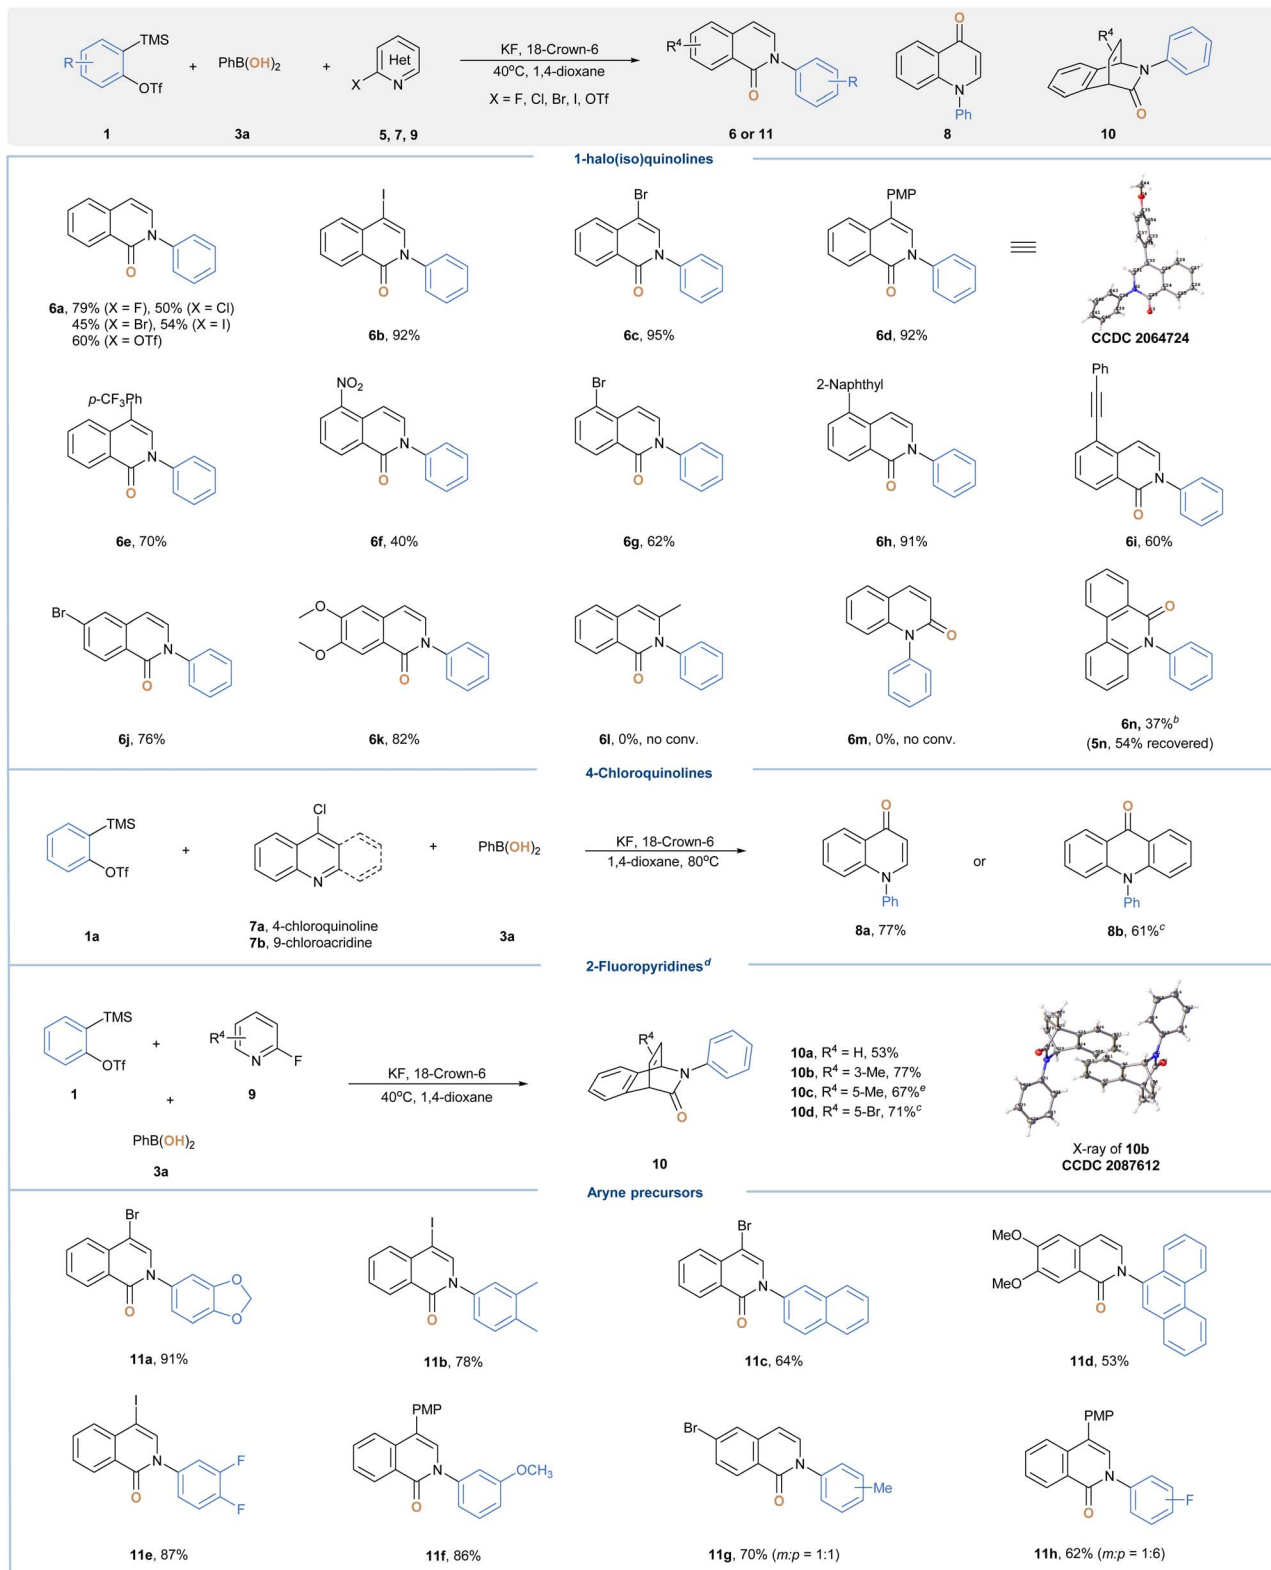 TMS
R
OTf
1
+
PhB(OH)2
3a
+
Het
X
N
5, 7, 9
KF, 18-Crown-6
40oC, 1,4-dioxane
X = F, Cl, Br, I, OTf
R4
N
O
R
6 or 11
O
N
Ph
8
R4
N
O
10
1-halo(iso)quinolines
N
O
6a, 79% (X = F), 50% (X = Cl)
45% (X = Br), 54% (X = I)
60% (X = OTf)
I
N
O
6b, 92%
Br
N
O
6c, 95%
PMP
N
O
6d, 92%
CCDC 2064724
p-CF3Ph
N
O
6e, 70%
NO2
N
O
6f, 40%
Br
N
O
6g, 62%
2-Naphthyl
N
O
6h, 91%
Ph
N
O
6i, 60%
Br
N
O
6j, 76%
O
O
N
O
6k, 82%
N
O
6l, 0%, no conv.
N
O
6m, 0%, no conv.
O
N
6n, 37%b
(5n, 54% recovered)
4-Chloroquinolines
TMS
OTf
1a
+
Cl
N
7a, 4-chloroquinoline
7b, 9-chloroacridine
+
PhB(OH)2
3a
KF, 18-Crown-6
1,4-dioxane, 80oC
O
N
Ph
8a, 77%
or
O
N
Ph
8b, 61%c
2-Fluoropyridinesd
TMS
OTf
1
+
R4
N
F
9
+
PhB(OH)2
3a
KF, 18-Crown-6
40oC, 1,4-dioxane
R4
N
O
10
10a, R4 = H, 53%
10b, R4 = 3-Me, 77%
10c, R4 = 5-Me, 67%e
10d, R4 = 5-Br, 71%c
X-ray of 10b
CCDC 2087612
Aryne precursors
Br
N
O
O
O
11a, 91%
I
N
O
11b, 78%
Br
N
O
11c, 64%
MeO
MeO
N
O
11d, 53%
I
N
O
F
F
11e, 87%
PMP
N
O
OCH3
11f, 86%
Br
N
O
Me
11g, 70% (m:p = 1:1)
PMP
N
O
F
11h, 62% (m:p = 1:6)